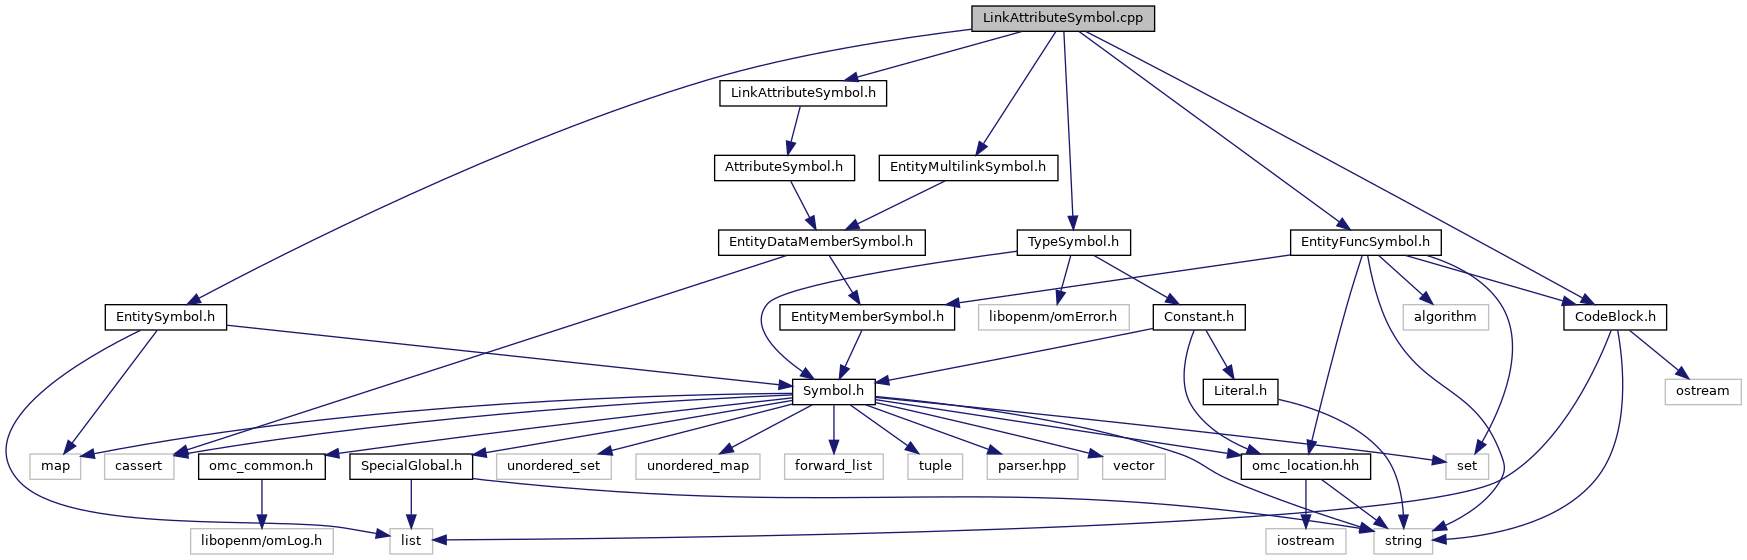 LinkAttributeSymbol.cpp
LinkAttributeSymbol.h
AttributeSymbol.h
EntityMultilinkSymbol.h
EntityDataMemberSymbol.h
TypeSymbol.h
EntityFuncSymbol.h
EntitySymbol.h
EntityMemberSymbol.h
libopenm/omError.h
Constant.h
algorithm
CodeBlock.h
Symbol.h
Literal.h
ostream
map
cassert
omc_common.h
SpecialGlobal.h
unordered_set
unordered_map
forward_list
tuple
parser.hpp
vector
omc_location.hh
set
libopenm/omLog.h
list
iostream
string